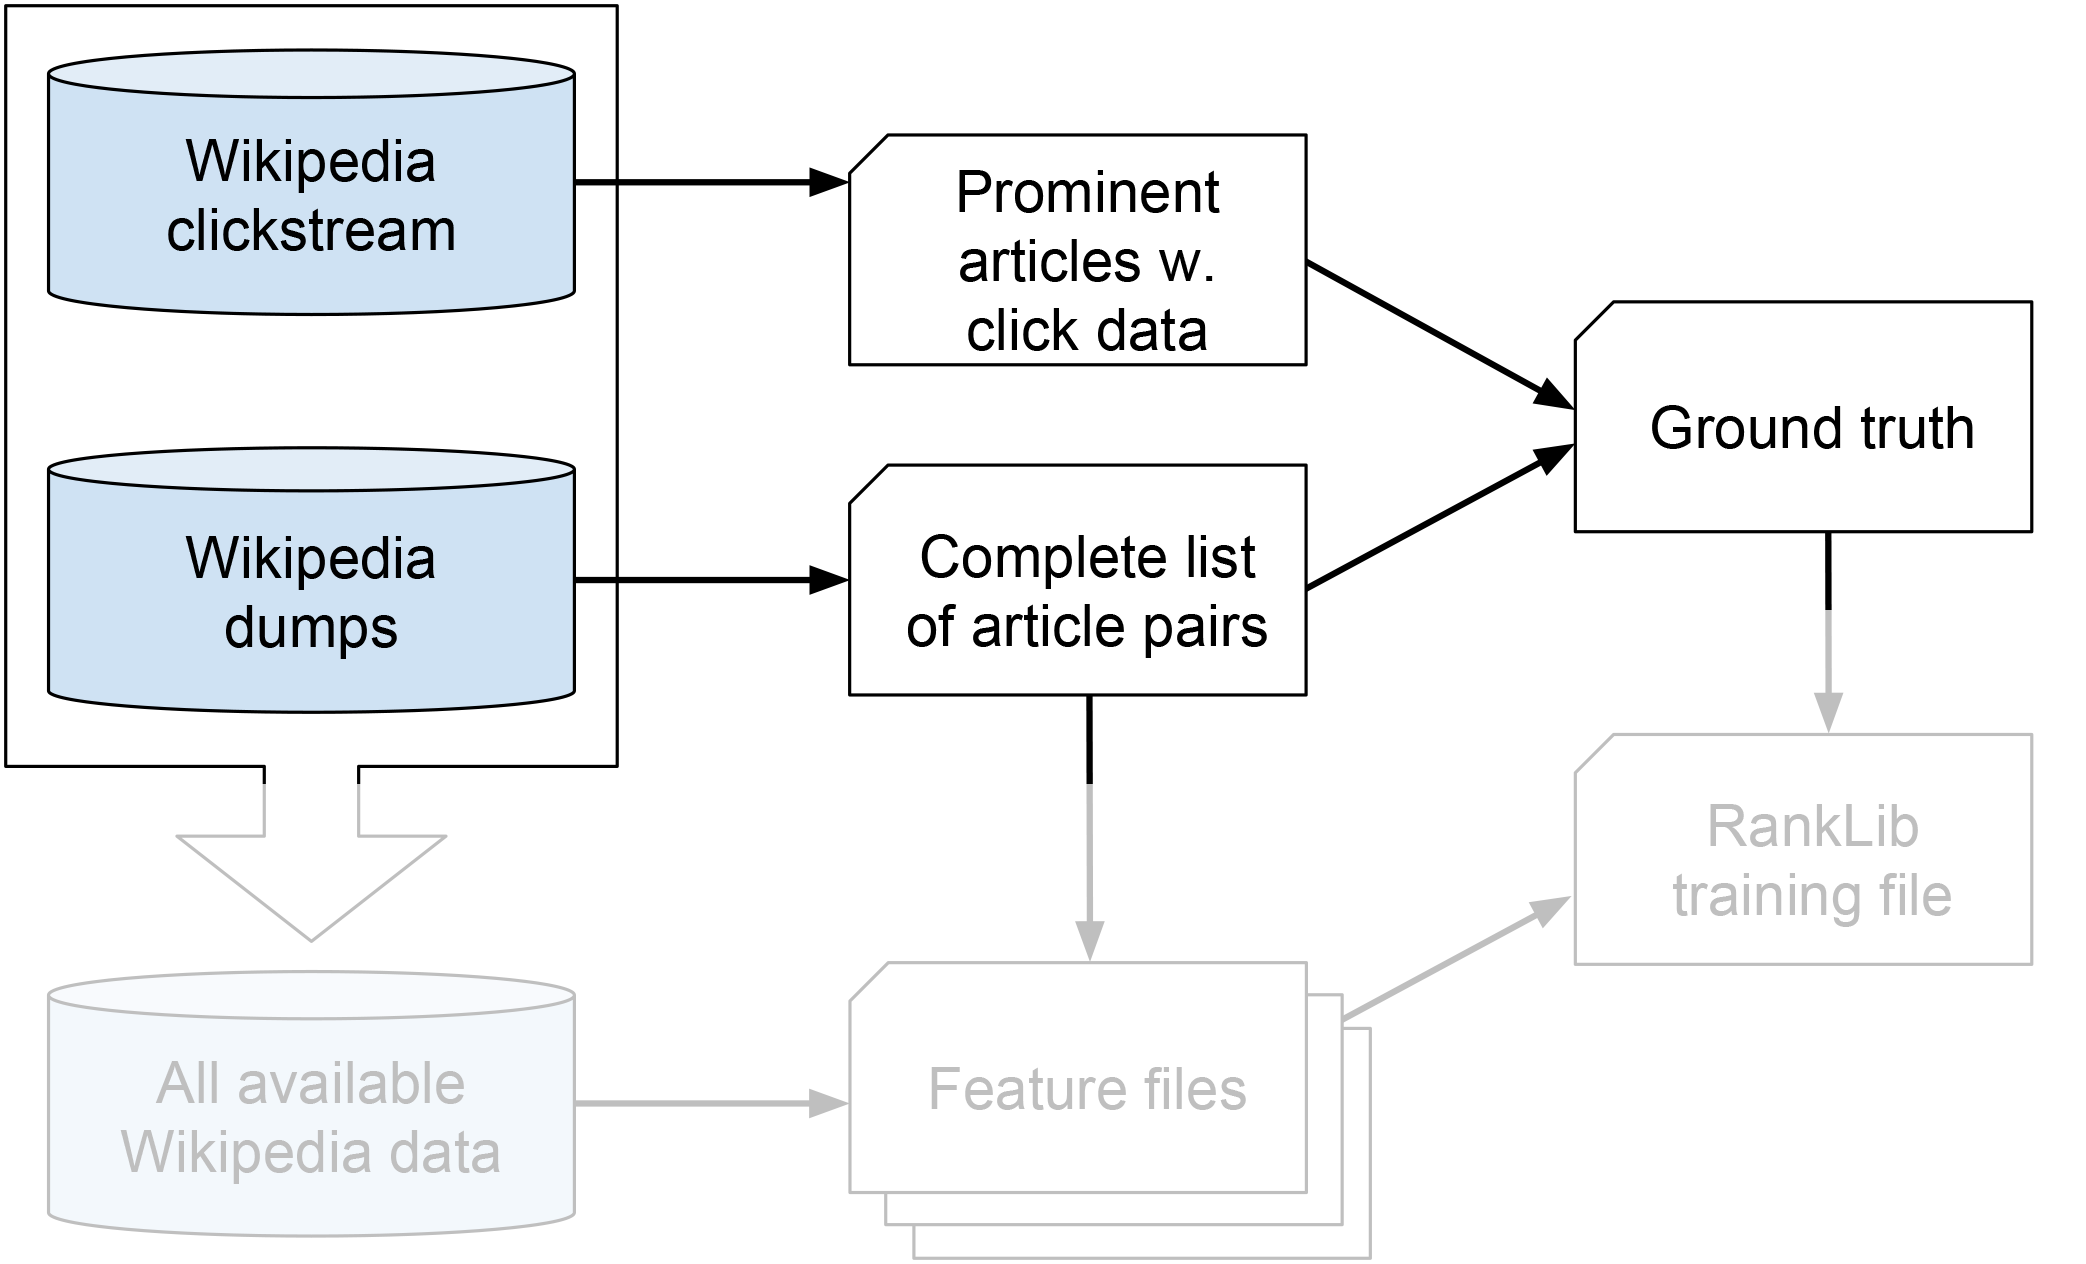 Wikipedia
clickstream
Prominent
articles w.
click data
Ground truth
Wikipedia
dumps
Complete list
of article pairs
RankLib
training file
All available
Wikipedia data
Feature files